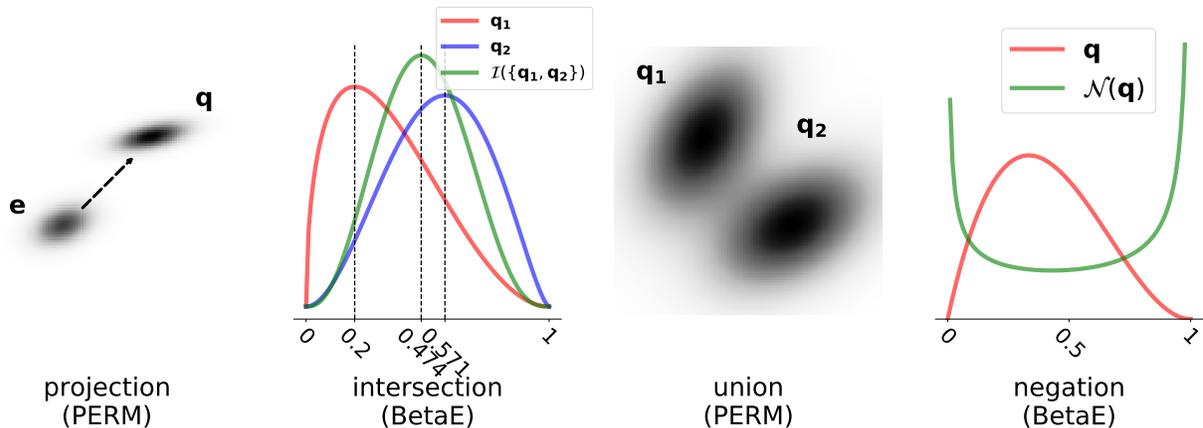 e
q
projection
(PERM)
q₁
q₂
ℐ({q₁, q₂})
0
0.2
0.474
0.571
1
intersection
(BetaE)
q₁
q₂
union
(PERM)
q
𝒩(q)
0
0.5
1
negation
(BetaE)